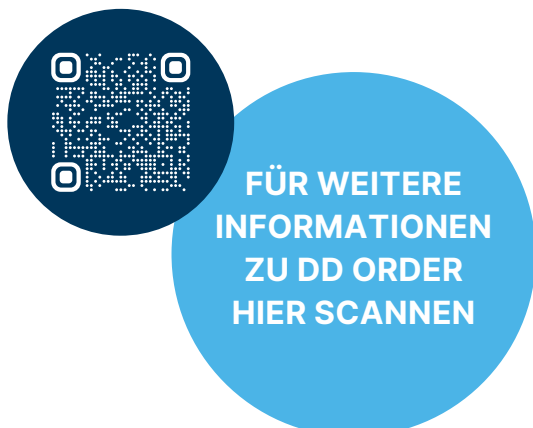 FÜR WEITERE
INFORMATIONEN
ZU DD ORDER
HIER SCANNEN